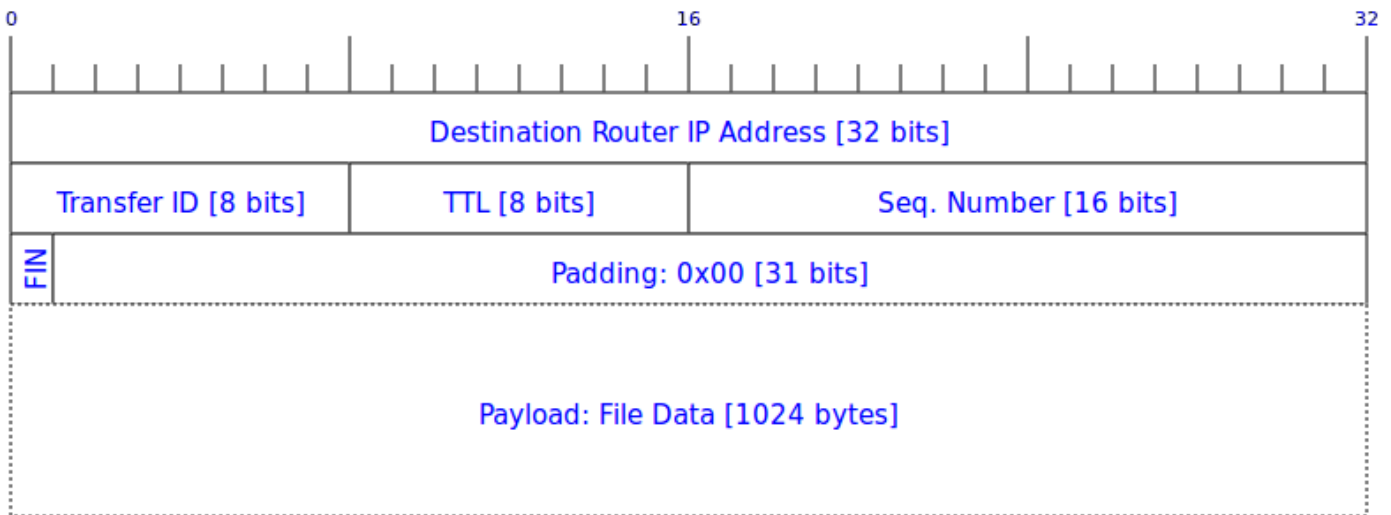 0 16 32
Destination Router IP Address [32 bits]
Transfer ID [8 bits] TTL [8 bits] Seq. Number [16 bits]
FIN Padding: 0x00 [31 bits]
Payload: File Data [1024 bytes]